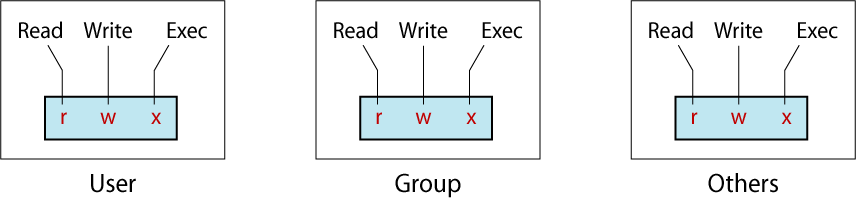 Read Write Exec
r w x
User
Read Write Exec
r w x
Group
Read Write Exec
r w x
Others